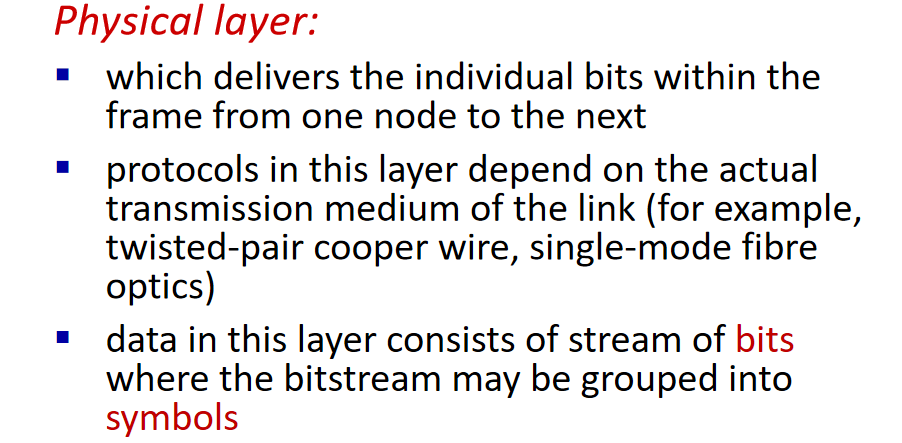 Physical layer:
▪ which delivers the individual bits within the
frame from one node to the next
▪ protocols in this layer depend on the actual
transmission medium of the link (for example,
twisted-pair cooper wire, single-mode fibre
optics)
▪ data in this layer consists of stream of bits
where the bitstream may be grouped into
symbols